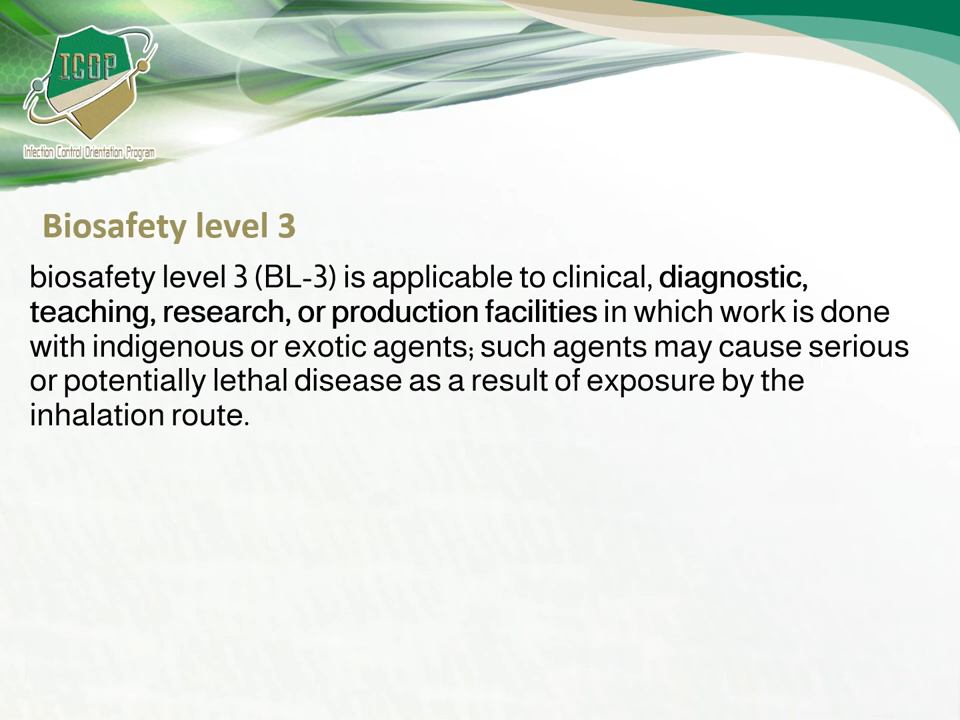 ICOP
Infection Control Orientation Program
Biosafety level 3
biosafety level 3 (BL-3) is applicable to clinical, diagnostic,
teaching, research, or production facilities in which work is done
with indigenous or exotic agents; such agents may cause serious
or potentially lethal disease as a result of exposure by the
inhalation route.